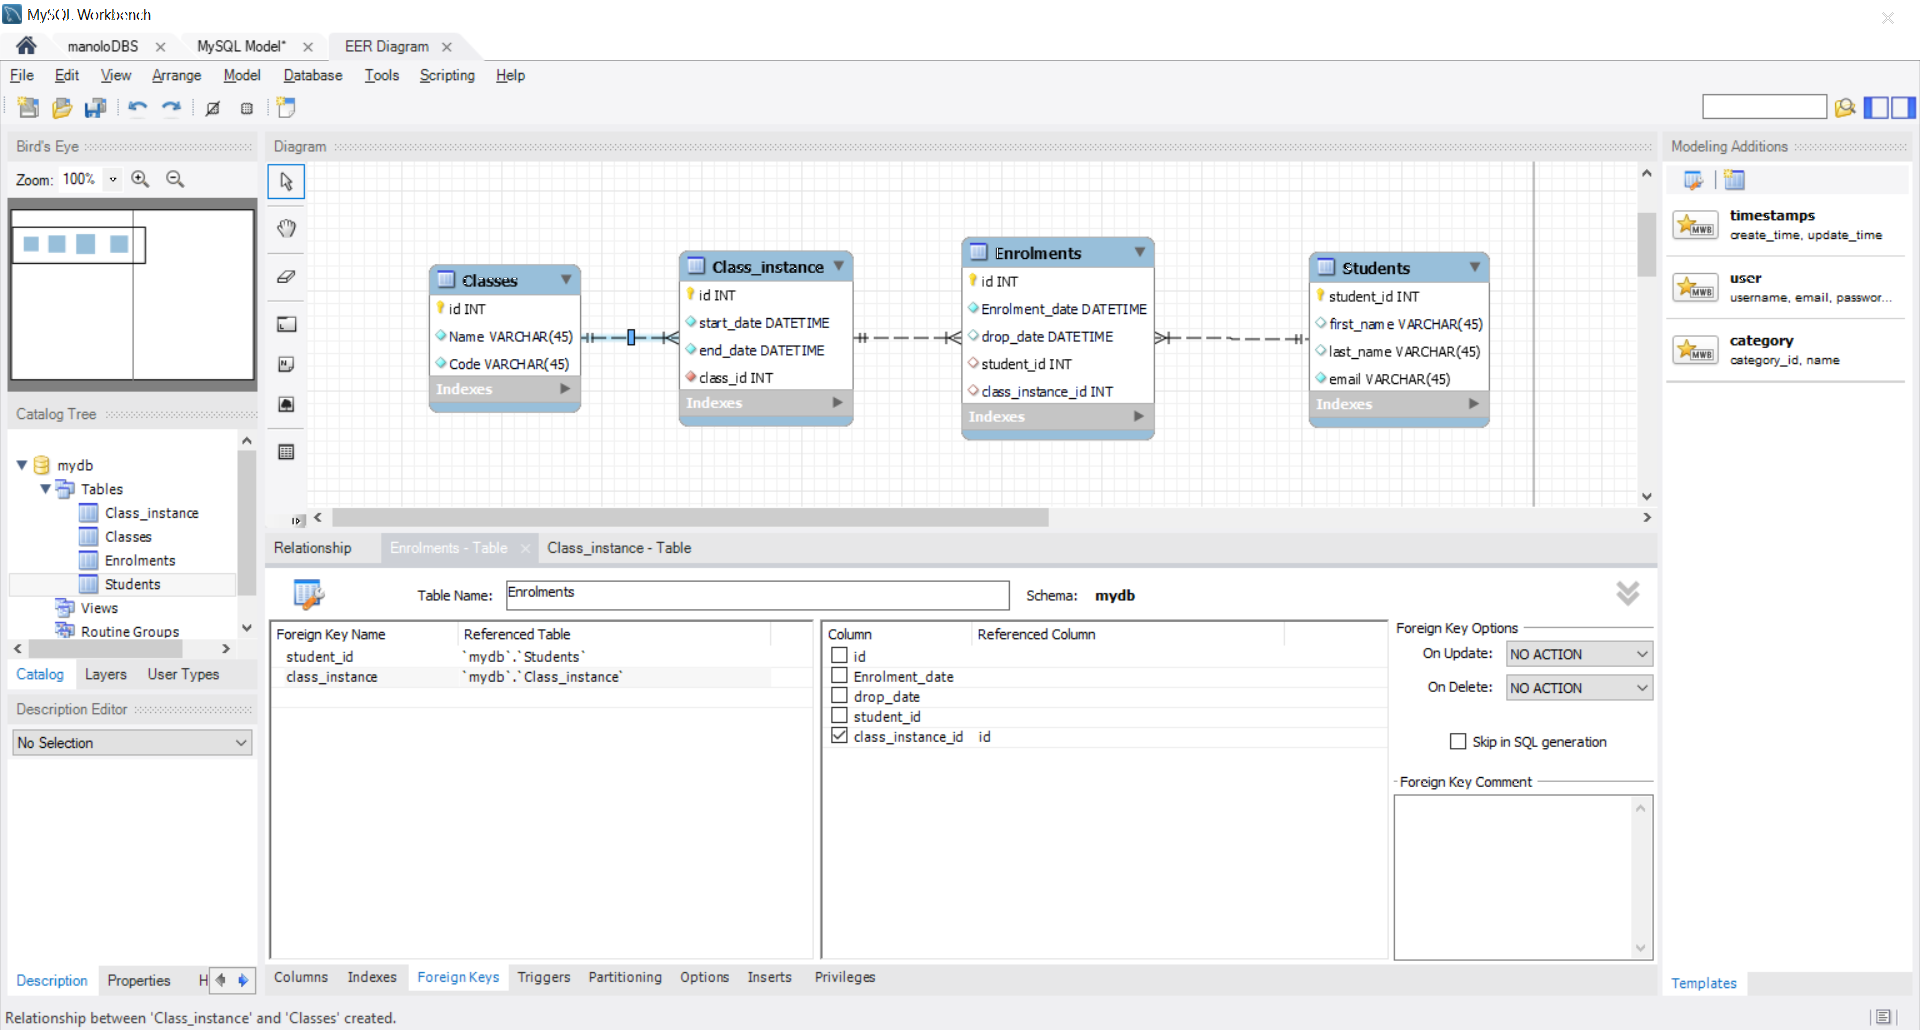 MySQL Workbench
manoloDBS
MySQL Model*
EER Diagram
File Edit View Arrange Model Database Tools Scripting Help
Bird's Eye
Zoom: 100%
Diagram
Classes
id INT
Name VARCHAR(45)
Code VARCHAR(45)
Indexes
Class_instance
id INT
start_date DATETIME
end_date DATETIME
class_id INT
Indexes
Enrolments
id INT
Enrolment_date DATETIME
drop_date DATETIME
student_id INT
class_instance_id INT
Indexes
Students
student_id INT
first_name VARCHAR(45)
last_name VARCHAR(45)
email VARCHAR(45)
Indexes
Modeling Additions
MWB
timestamps
create_time, update_time
MWB
user
username, email, passwor...
MWB
category
category_id, name
Templates
Catalog Tree
mydb
Tables
Class_instance
Classes
Enrolments
Students
Views
Routine Groups
Catalog Layers User Types
Description Editor
No Selection
Description Properties H
Relationship
Enrolments - Table
Class_instance - Table
Table Name: Enrolments
Schema: mydb
Foreign Key Name Referenced Table
student_id `mydb`.`Students`
class_instance `mydb`.`Class_instance`
Column Referenced Column
id
Enrolment_date
drop_date
student_id
class_instance_id id
Foreign Key Options
On Update: NO ACTION
On Delete: NO ACTION
Skip in SQL generation
Foreign Key Comment
Columns Indexes Foreign Keys Triggers Partitioning Options Inserts Privileges
Relationship between 'Class_instance' and 'Classes' created.